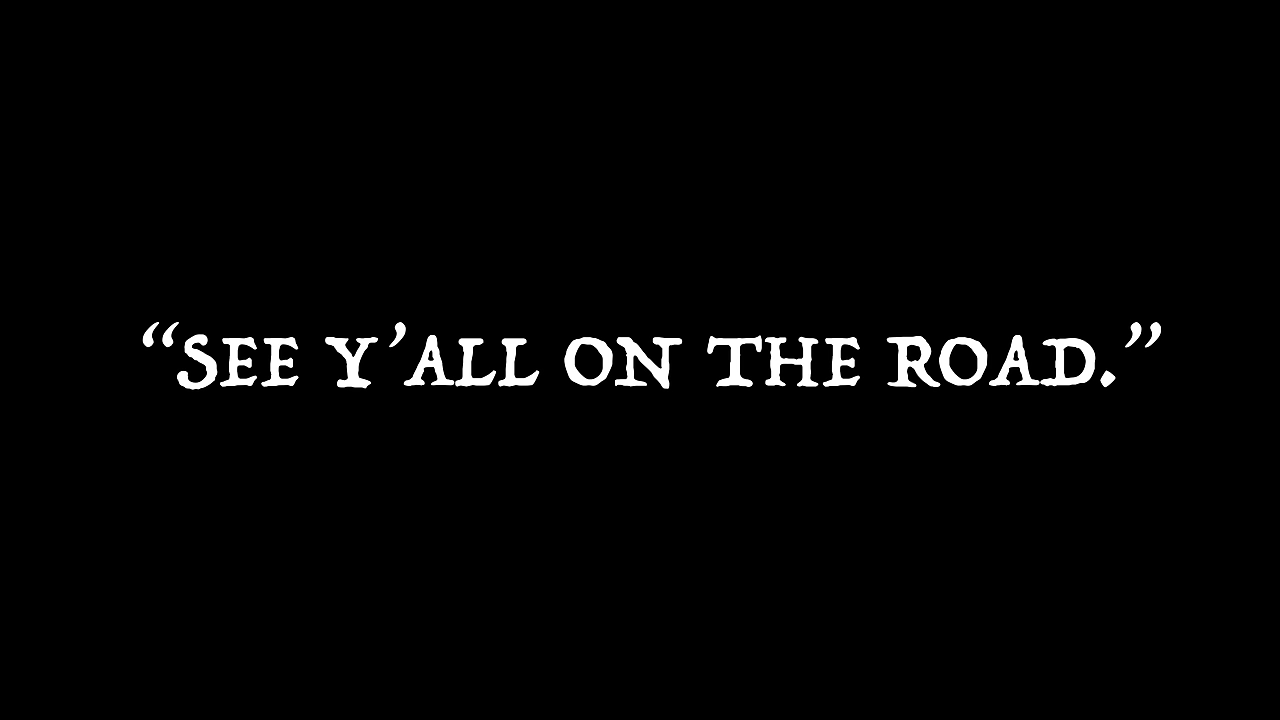 “See y’all on the road.”